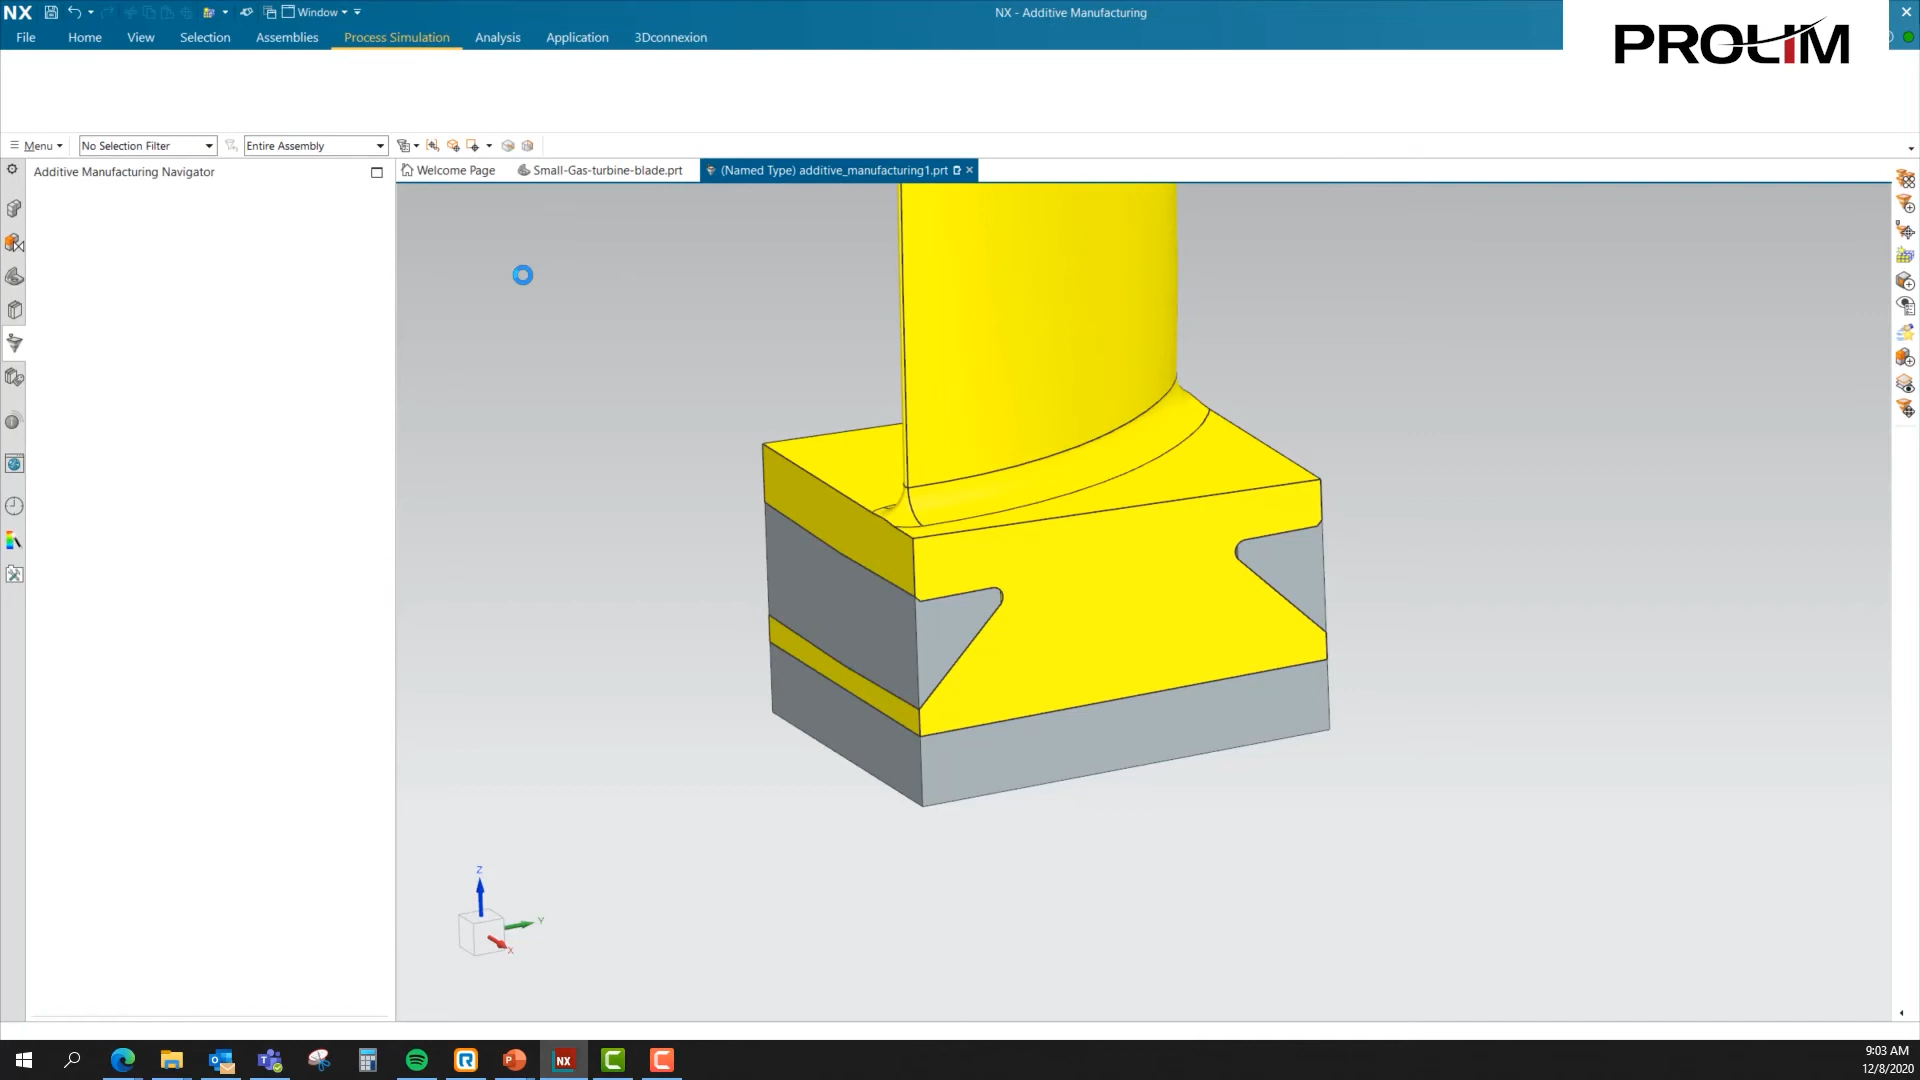 NX
Window
NX - Additive Manufacturing
PROLIM
File
Home
View
Selection
Assemblies
Process Simulation
Analysis
Application
3Dconnexion
Menu
No Selection Filter
Entire Assembly
Additive Manufacturing Navigator
Welcome Page
Small-Gas-turbine-blade.prt
(Named Type) additive_manufacturing1.prt
Z
Y
X
NX
9:03 AM
12/8/2020